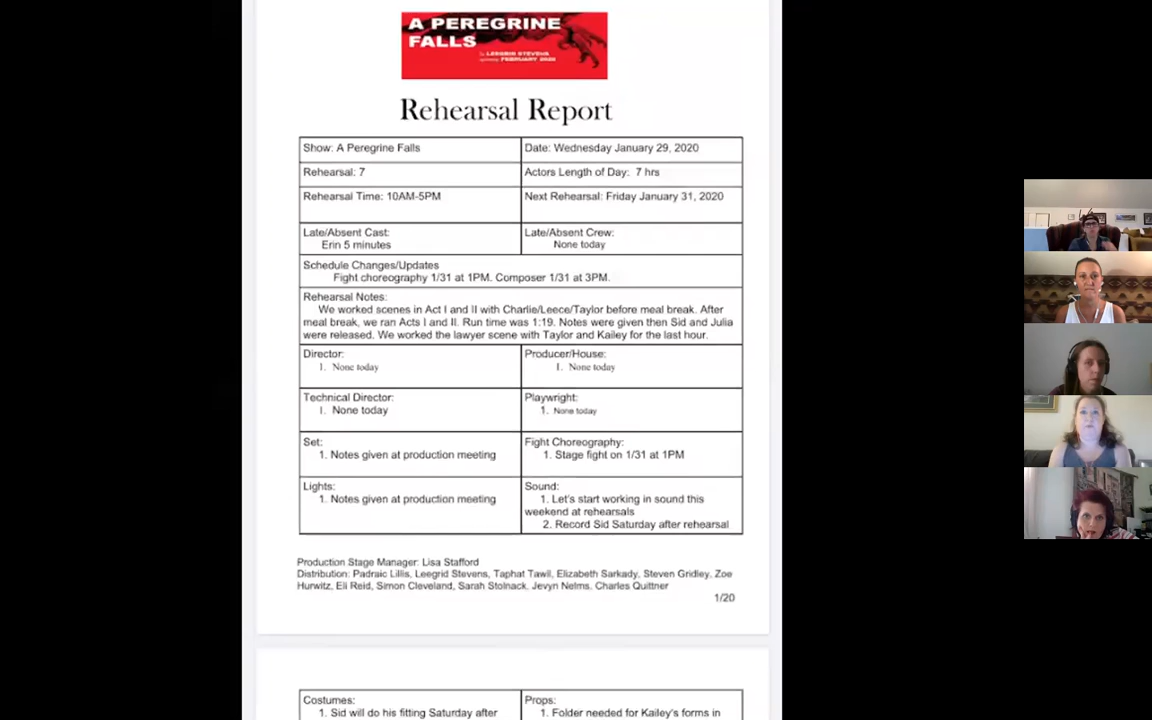 A PEREGRINE
FALLS
by LEEGRID STEVENS
FEBRUARY 2020
Rehearsal Report
Show: A Peregrine Falls
Date: Wednesday January 29, 2020
Rehearsal: 7
Actors Length of Day: 7 hrs
Rehearsal Time: 10AM-5PM
Next Rehearsal: Friday January 31, 2020
Late/Absent Cast:
Erin 5 minutes
Late/Absent Crew:
None today
Schedule Changes/Updates
Fight choreography 1/31 at 1PM. Composer 1/31 at 3PM.
Rehearsal Notes:
We worked scenes in Act I and II with Charlie/Leece/Taylor before meal break. After
meal break, we ran Acts I and II. Run time was 1:19. Notes were given then Sid and Julia
were released. We worked the lawyer scene with Taylor and Kailey for the last hour.
Director:
1. None today
Producer/House:
1. None today
Technical Director:
1. None today
Playwright:
1. None today
Set:
1. Notes given at production meeting
Fight Choreography:
1. Stage fight on 1/31 at 1PM
Lights:
1. Notes given at production meeting
Sound:
1. Let's start working in sound this
weekend at rehearsals
2. Record Sid Saturday after rehearsal
Production Stage Manager: Lisa Stafford
Distribution: Padraic Lillis, Leegrid Stevens, Taphat Tawil, Elizabeth Sarkady, Steven Gridley, Zoe
Hurwitz, Eli Reid, Simon Cleveland, Sarah Stolnack, Jevyn Nelms, Charles Quittner
1/20
Costumes:
1. Sid will do his fitting Saturday after
Props:
1. Folder needed for Kailey's forms in